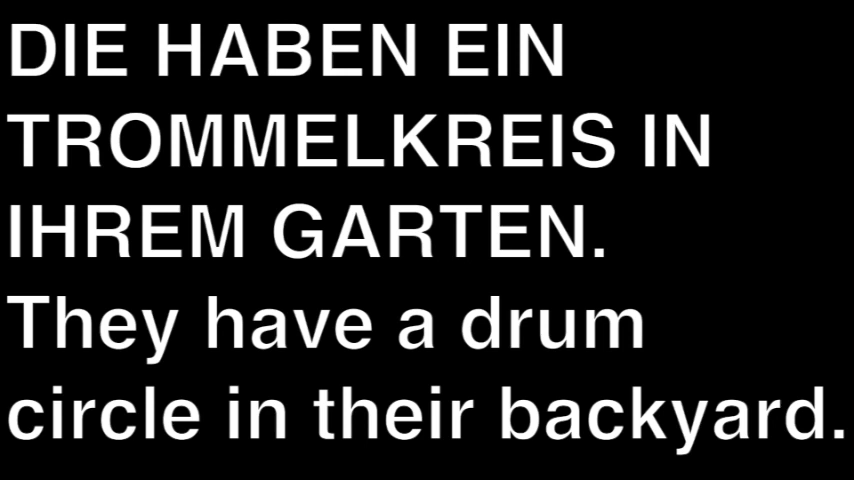 DIE HABEN EIN
TROMMELKREIS IN
IHREM GARTEN.
They have a drum
circle in their backyard.